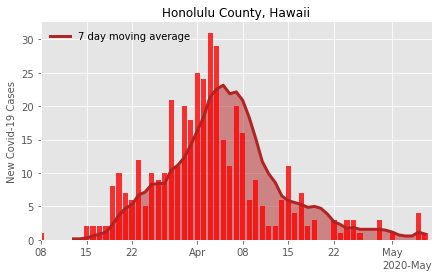 Honolulu County, Hawaii
7 day moving average
New Covid-19 Cases
30
25
20
15
10
5
0
08 15 22 Apr 08 15 22 May
2020-May